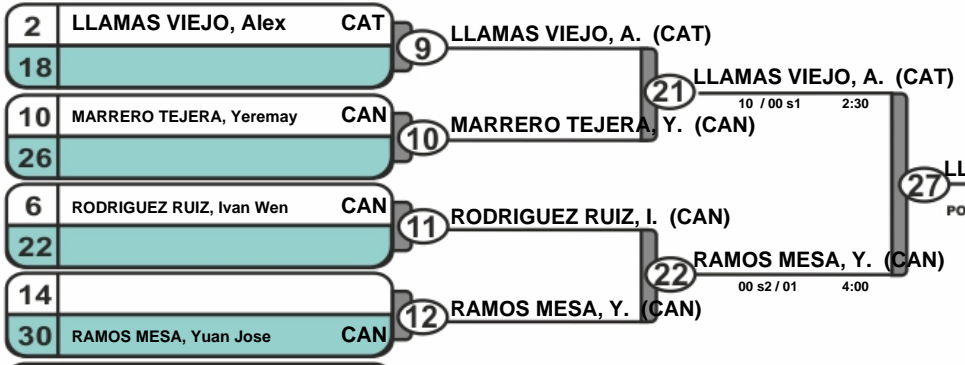 2 LLAMAS VIEJO, Alex CAT
18
9 LLAMAS VIEJO, A. (CAT)
10 MARRERO TEJERA, Yeremay CAN
26
10 MARRERO TEJERA, Y. (CAN)
21 LLAMAS VIEJO, A. (CAT)
10 / 00 s1 2:30
6 RODRIGUEZ RUIZ, Ivan Wen CAN
22
11 RODRIGUEZ RUIZ, I. (CAN)
14
30 RAMOS MESA, Yuan Jose CAN
12 RAMOS MESA, Y. (CAN)
22 RAMOS MESA, Y. (CAN)
00 s2 / 01 4:00
27 LL
PO